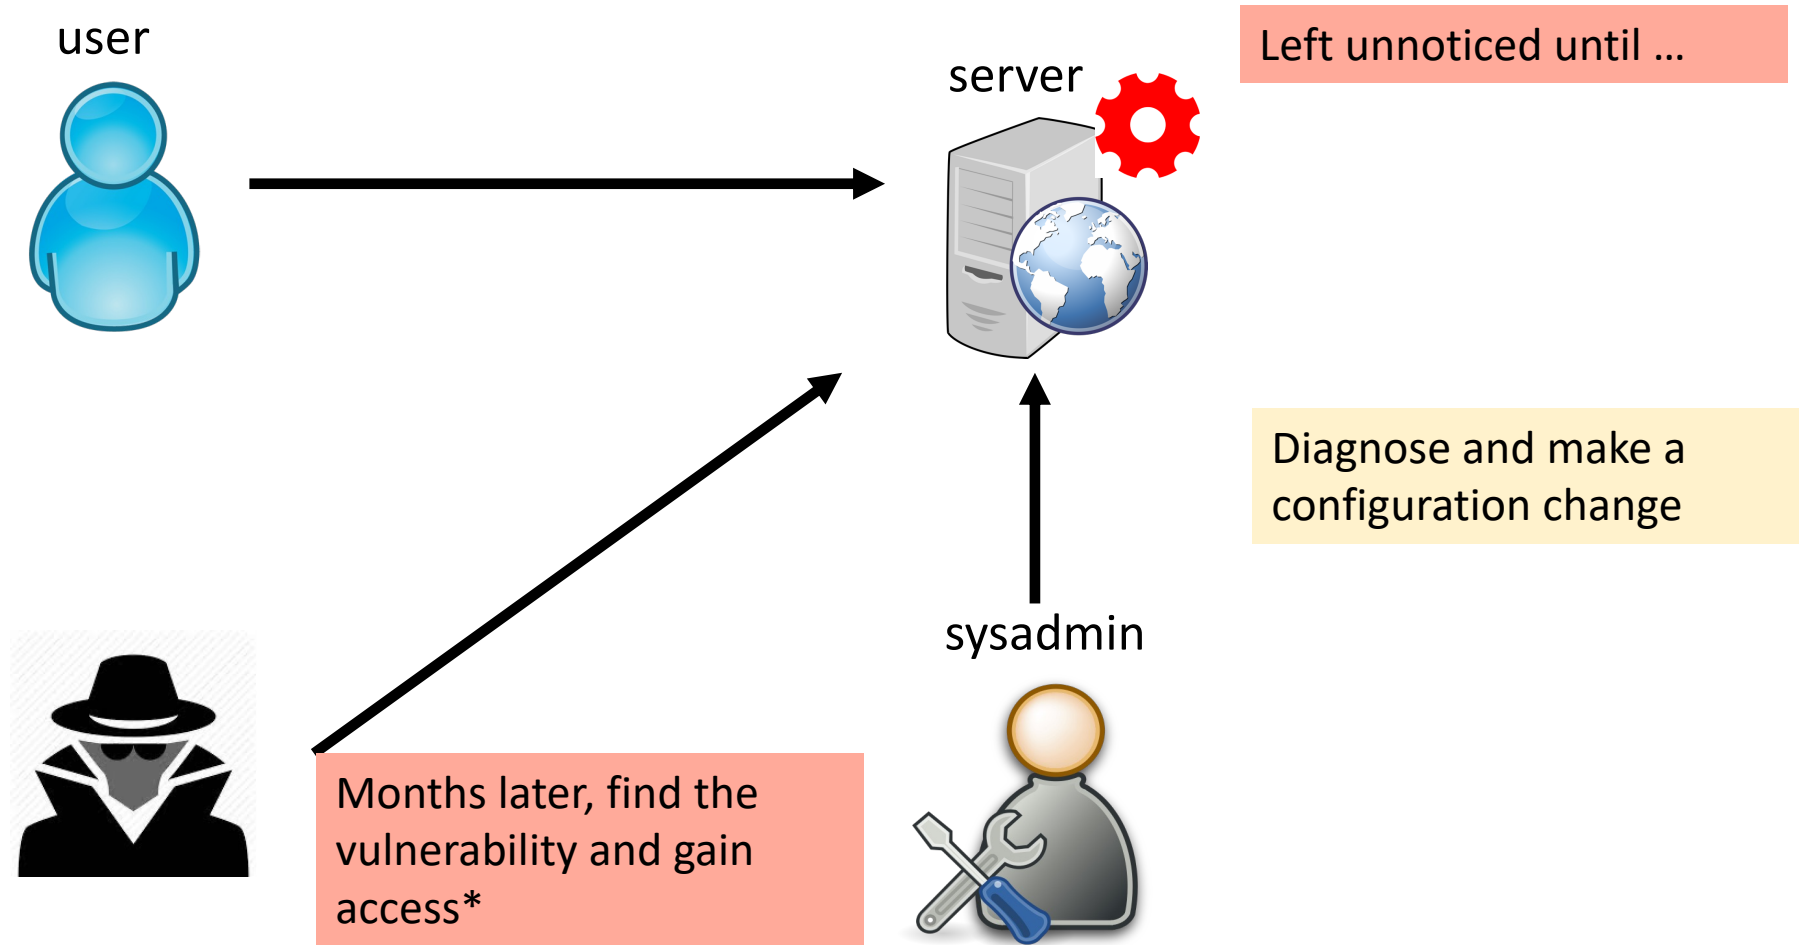 user
server
Left unnoticed until …
Diagnose and make a
configuration change
sysadmin
Months later, find the
vulnerability and gain
access*